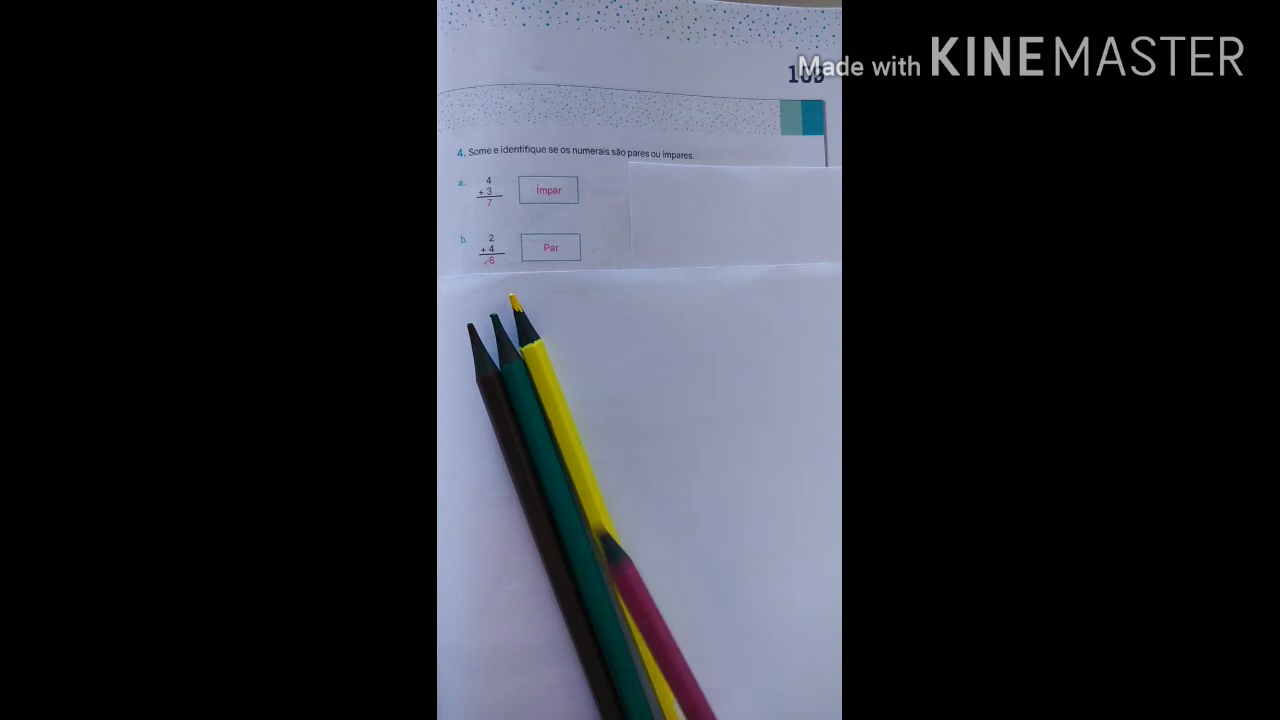 Made with KINEMASTER
169
4. Some e identifique se os numerais são pares ou ímpares.
a. 4
+ 3
7
Ímpar
b. 2
+ 4
6
Par